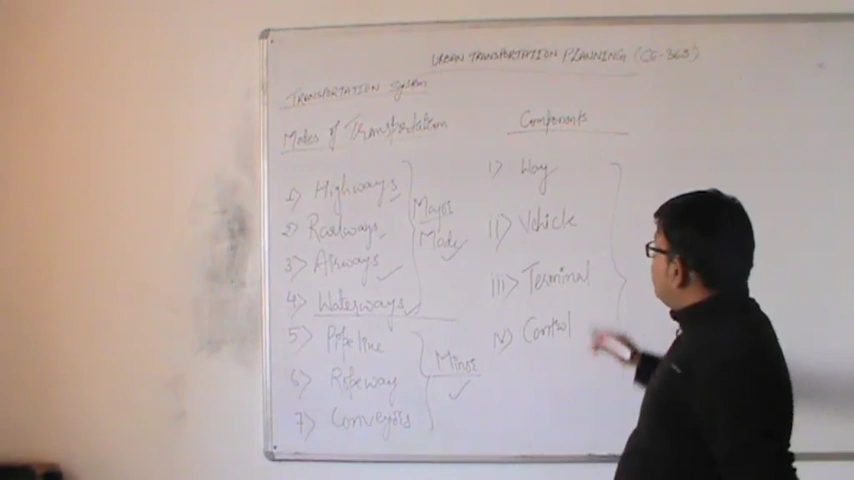 URBAN TRANSPORTATION PLANNING (CE-368)
TRANSPORTATION System
Modes of Transportation
1) Highways
2) Railways
3) Airways
4) Waterways
Major
Mode
5) Pipeline
6) Ropeway
7) Conveyors
Minor
Components
i) Way
ii) Vehicle
iii) Terminal
iv) Control